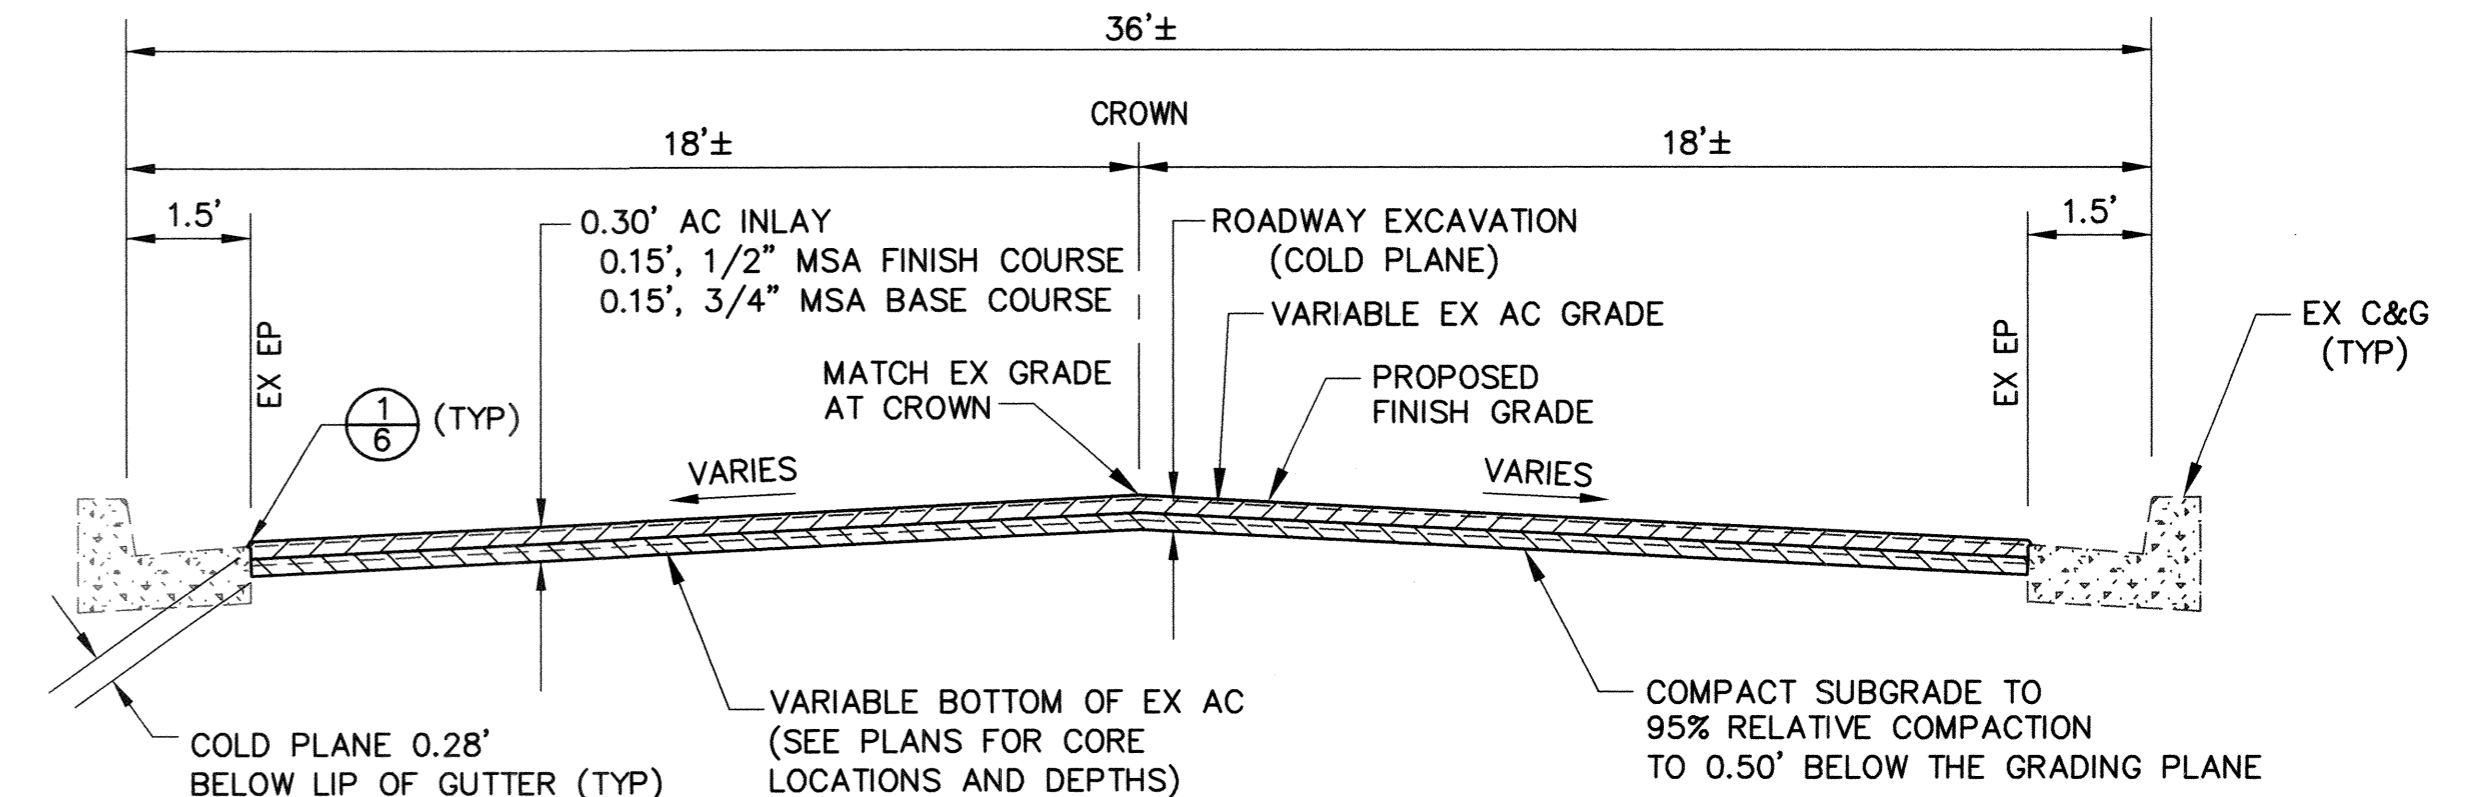 36'±
CROWN
18'±
18'±
1.5'
1.5'
0.30' AC INLAY
0.15', 1/2" MSA FINISH COURSE
0.15', 3/4" MSA BASE COURSE
ROADWAY EXCAVATION
(COLD PLANE)
VARIABLE EX AC GRADE
EX EP
EX EP
EX C&G
(TYP)
MATCH EX GRADE
AT CROWN
PROPOSED
FINISH GRADE
1
6
(TYP)
VARIES
VARIES
COLD PLANE 0.28'
BELOW LIP OF GUTTER (TYP)
VARIABLE BOTTOM OF EX AC
(SEE PLANS FOR CORE
LOCATIONS AND DEPTHS)
COMPACT SUBGRADE TO
95% RELATIVE COMPACTION
TO 0.50' BELOW THE GRADING PLANE